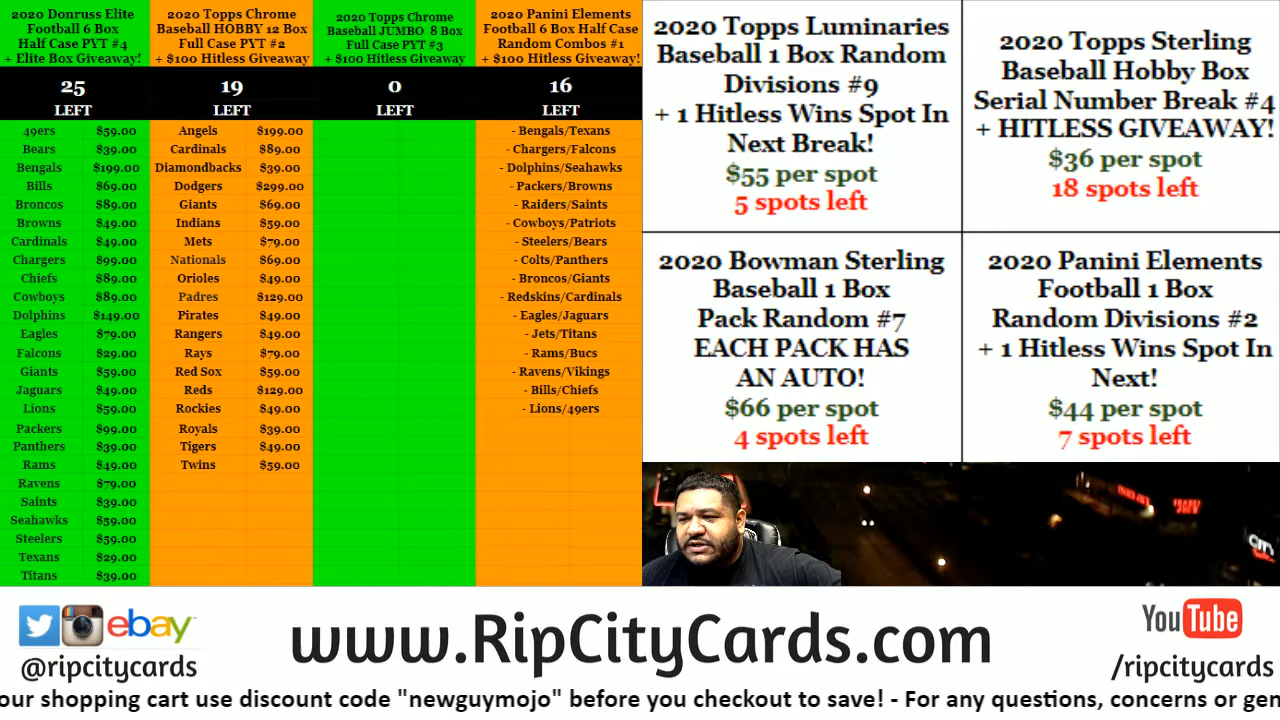 2020 Donruss Elite
Football 6 Box
Half Case PYT #4
+ Elite Box Giveaway!
25
LEFT
49ers $59.00
Bears $39.00
Bengals $199.00
Bills $69.00
Broncos $89.00
Browns $49.00
Cardinals $49.00
Chargers $99.00
Chiefs $89.00
Cowboys $89.00
Dolphins $149.00
Eagles $79.00
Falcons $29.00
Giants $59.00
Jaguars $49.00
Lions $59.00
Packers $99.00
Panthers $39.00
Rams $49.00
Ravens $79.00
Saints $39.00
Seahawks $59.00
Steelers $59.00
Texans $29.00
Titans $39.00
2020 Topps Chrome
Baseball HOBBY 12 Box
Full Case PYT #2
+ $100 Hitless Giveaway
19
LEFT
Angels $199.00
Cardinals $89.00
Diamondbacks $39.00
Dodgers $299.00
Giants $69.00
Indians $59.00
Mets $79.00
Nationals $69.00
Orioles $49.00
Padres $129.00
Pirates $49.00
Rangers $49.00
Rays $79.00
Red Sox $59.00
Reds $129.00
Rockies $49.00
Royals $39.00
Tigers $49.00
Twins $59.00
2020 Topps Chrome
Baseball JUMBO 8 Box
Full Case PYT #3
+ $100 Hitless Giveaway
0
LEFT
2020 Panini Elements
Football 6 Box Half Case
Random Combos #1
+ $100 Hitless Giveaway!
16
LEFT
- Bengals/Texans
- Chargers/Falcons
- Dolphins/Seahawks
- Packers/Browns
- Raiders/Saints
- Cowboys/Patriots
- Steelers/Bears
- Colts/Panthers
- Broncos/Giants
- Redskins/Cardinals
- Eagles/Jaguars
- Jets/Titans
- Rams/Bucs
- Ravens/Vikings
- Bills/Chiefs
- Lions/49ers
2020 Topps Luminaries
Baseball 1 Box Random
Divisions #9
+ 1 Hitless Wins Spot In
Next Break!
$55 per spot
5 spots left
2020 Topps Sterling
Baseball Hobby Box
Serial Number Break #4
+ HITLESS GIVEAWAY!
$36 per spot
18 spots left
2020 Bowman Sterling
Baseball 1 Box
Pack Random #7
EACH PACK HAS
AN AUTO!
$66 per spot
4 spots left
2020 Panini Elements
Football 1 Box
Random Divisions #2
+ 1 Hitless Wins Spot In
Next!
$44 per spot
7 spots left
ebay
@ripcitycards
www.RipCityCards.com
YouTube
/ripcitycards
our shopping cart use discount code "newguymojo" before you checkout to save! - For any questions, concerns or gen